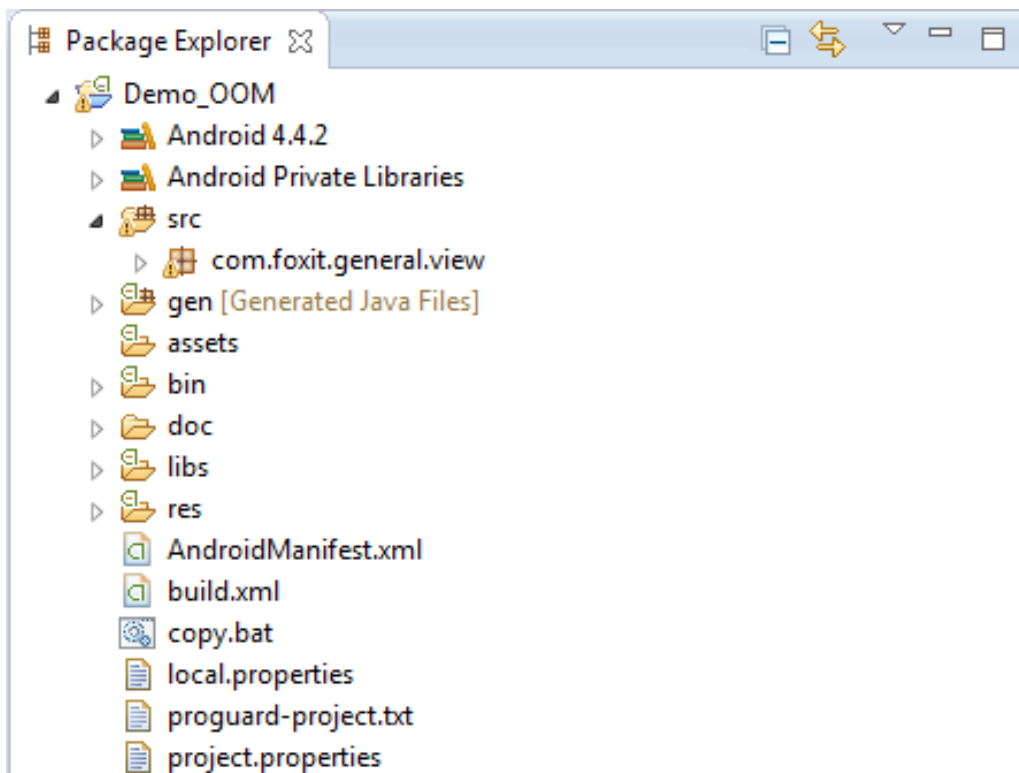 Package Explorer
Demo_OOM
Android 4.4.2
Android Private Libraries
src
com.foxit.general.view
gen [Generated Java Files]
assets
bin
doc
libs
res
AndroidManifest.xml
build.xml
copy.bat
local.properties
proguard-project.txt
project.properties